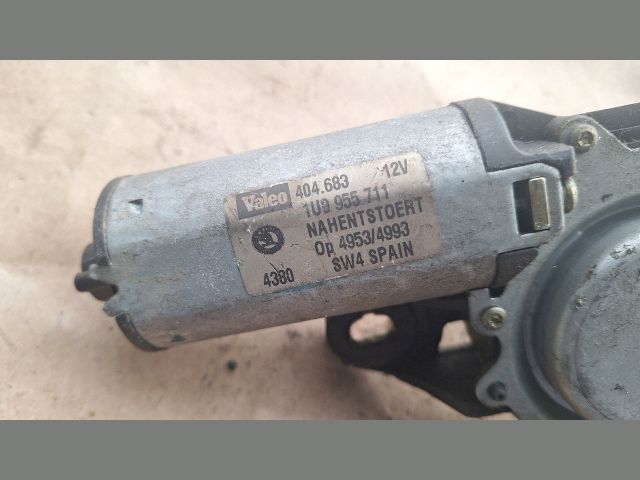 Valeo 404.683 12V
1U9 955 711
NAHENTSTOERT
Op 4953/4993
4380 SW4 SPAIN